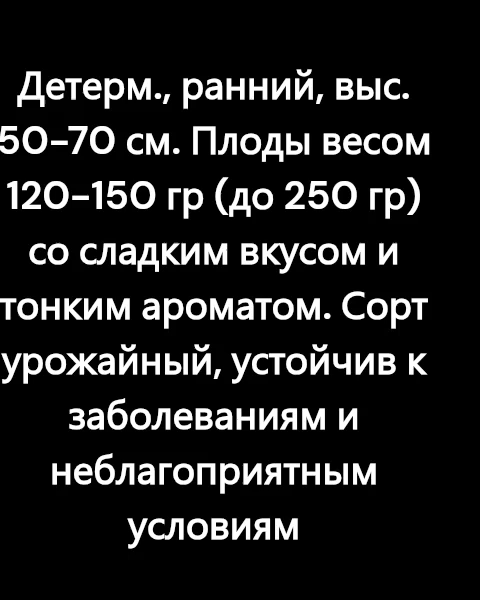 Детерм., ранний, выс.
50-70 см. Плоды весом
120-150 гр (до 250 гр)
со сладким вкусом и
тонким ароматом. Сорт
урожайный, устойчив к
заболеваниям и
неблагоприятным
условиям